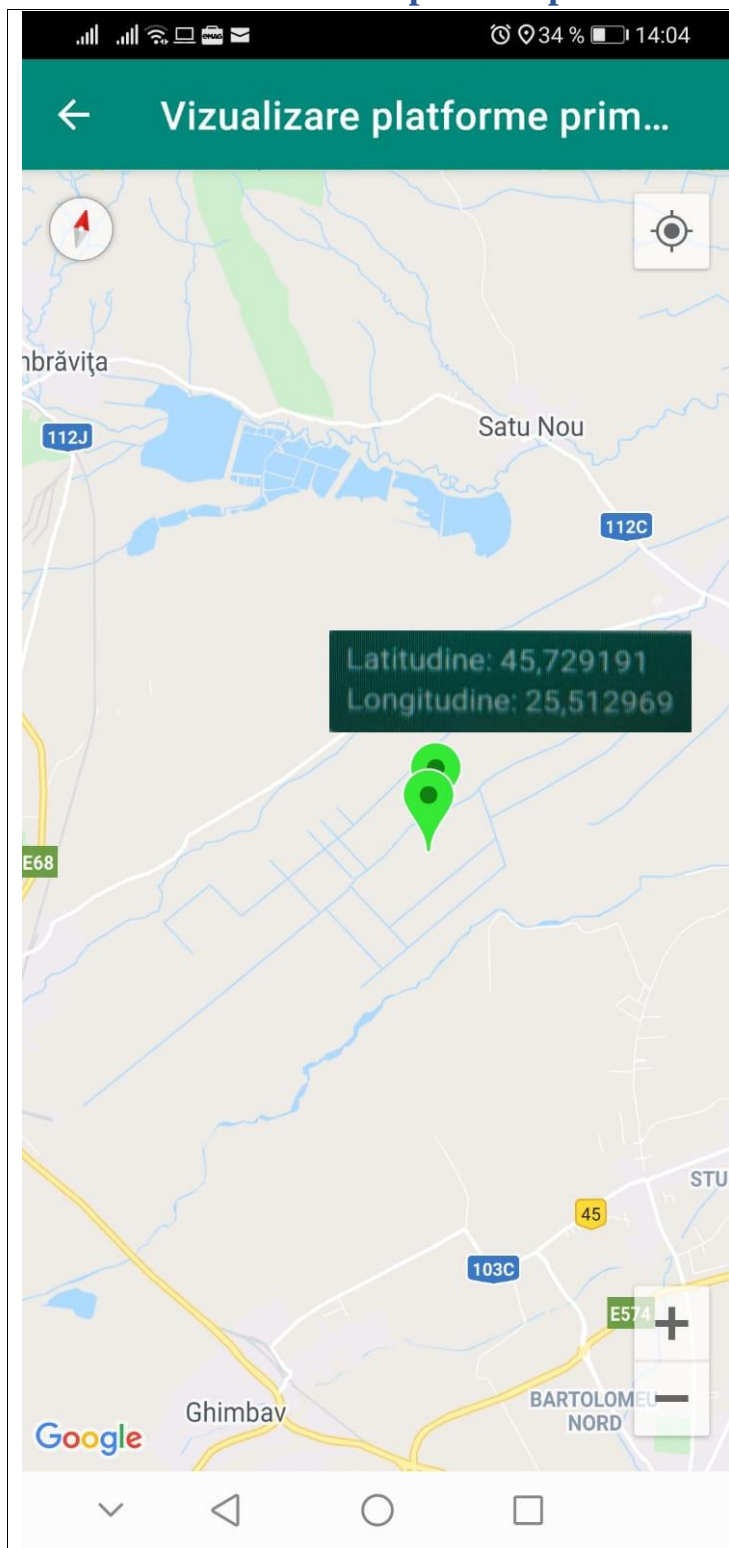 34 % 14:04
Vizualizare platforme prim...
nbrăviţa
112J
Satu Nou
112C
Latitudine: 45,729191
Longitudine: 25,512969
E68
STU
45
103C
E574
BARTOLOMEU
NORD
Ghimbav
Google